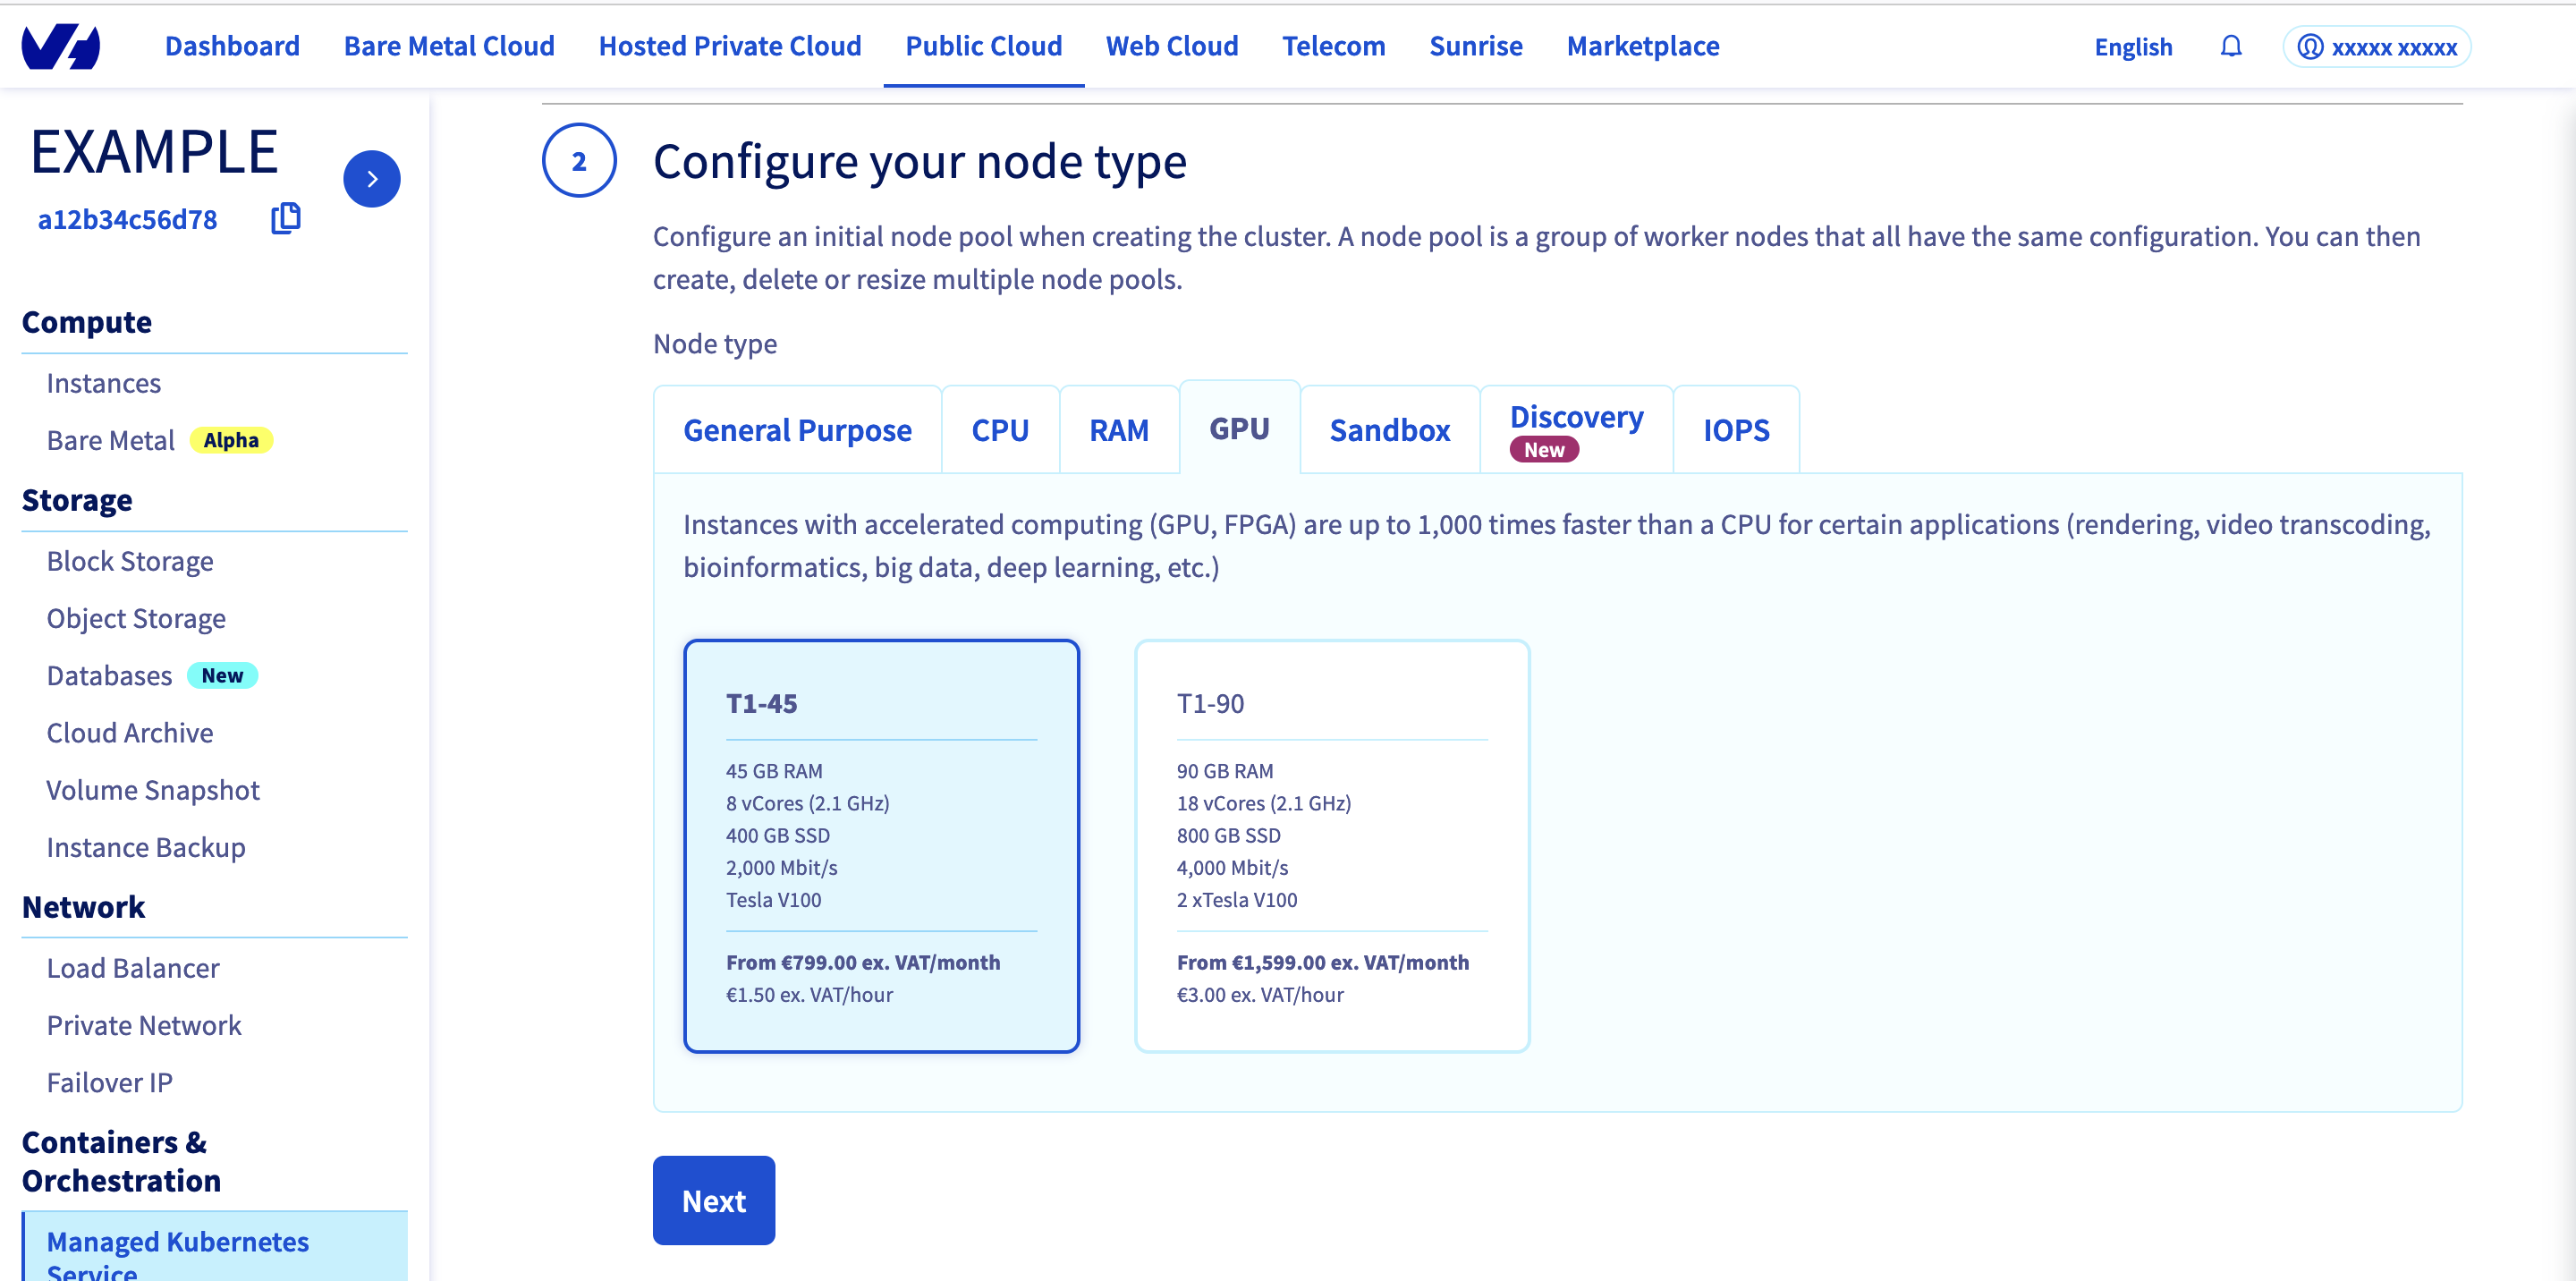 Dashboard
Bare Metal Cloud
Hosted Private Cloud
Public Cloud
Web Cloud
Telecom
Sunrise
Marketplace
English
xxxxx xxxxx
EXAMPLE
a12b34c56d78
Compute
Instances
Bare Metal Alpha
Storage
Block Storage
Object Storage
Databases New
Cloud Archive
Volume Snapshot
Instance Backup
Network
Load Balancer
Private Network
Failover IP
Containers &
Orchestration
Managed Kubernetes
Service
2
Configure your node type
Configure an initial node pool when creating the cluster. A node pool is a group of worker nodes that all have the same configuration. You can then
create, delete or resize multiple node pools.
Node type
General Purpose
CPU
RAM
GPU
Sandbox
Discovery
New
IOPS
Instances with accelerated computing (GPU, FPGA) are up to 1,000 times faster than a CPU for certain applications (rendering, video transcoding,
bioinformatics, big data, deep learning, etc.)
T1-45
45 GB RAM
8 vCores (2.1 GHz)
400 GB SSD
2,000 Mbit/s
Tesla V100
From €799.00 ex. VAT/month
€1.50 ex. VAT/hour
T1-90
90 GB RAM
18 vCores (2.1 GHz)
800 GB SSD
4,000 Mbit/s
2 xTesla V100
From €1,599.00 ex. VAT/month
€3.00 ex. VAT/hour
Next